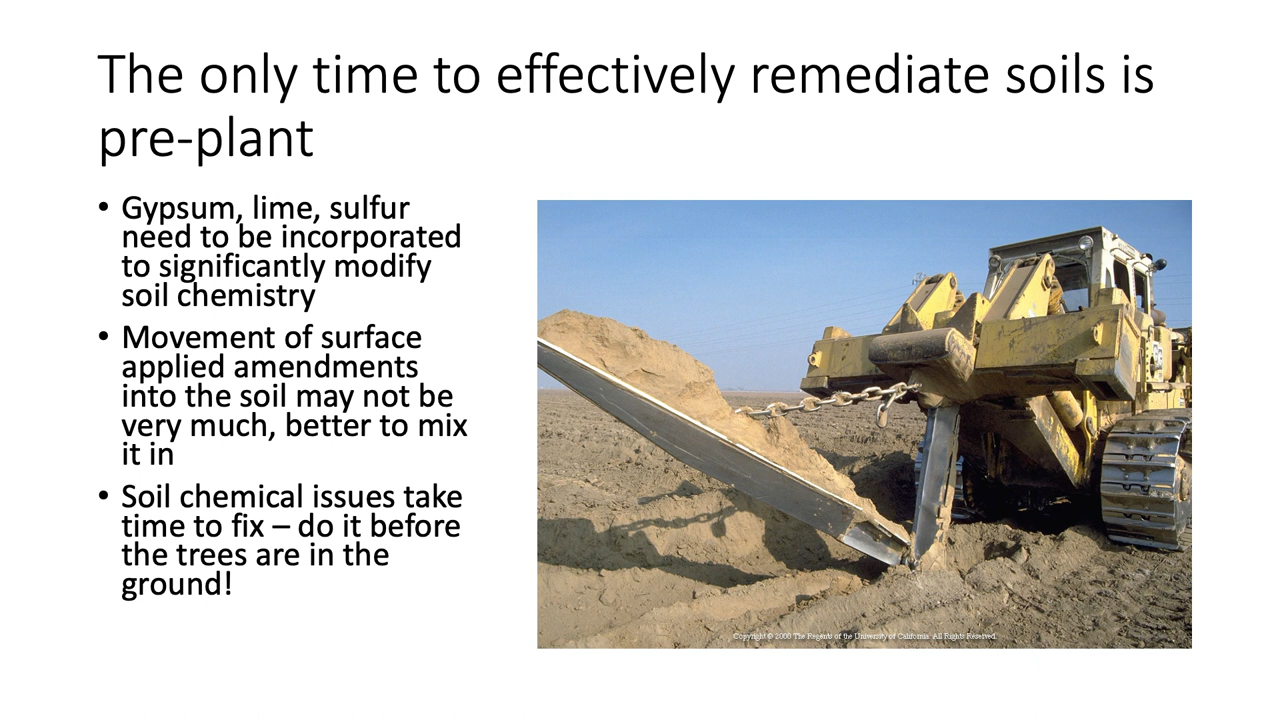 The only time to effectively remediate soils is
pre-plant
• Gypsum, lime, sulfur
need to be incorporated
to significantly modify
soil chemistry
• Movement of surface
applied amendments
into the soil may not be
very much, better to mix
it in
• Soil chemical issues take
time to fix – do it before
the trees are in the
ground!
Copyright © 2000 The Regents of the University of California. All Rights Reserved.